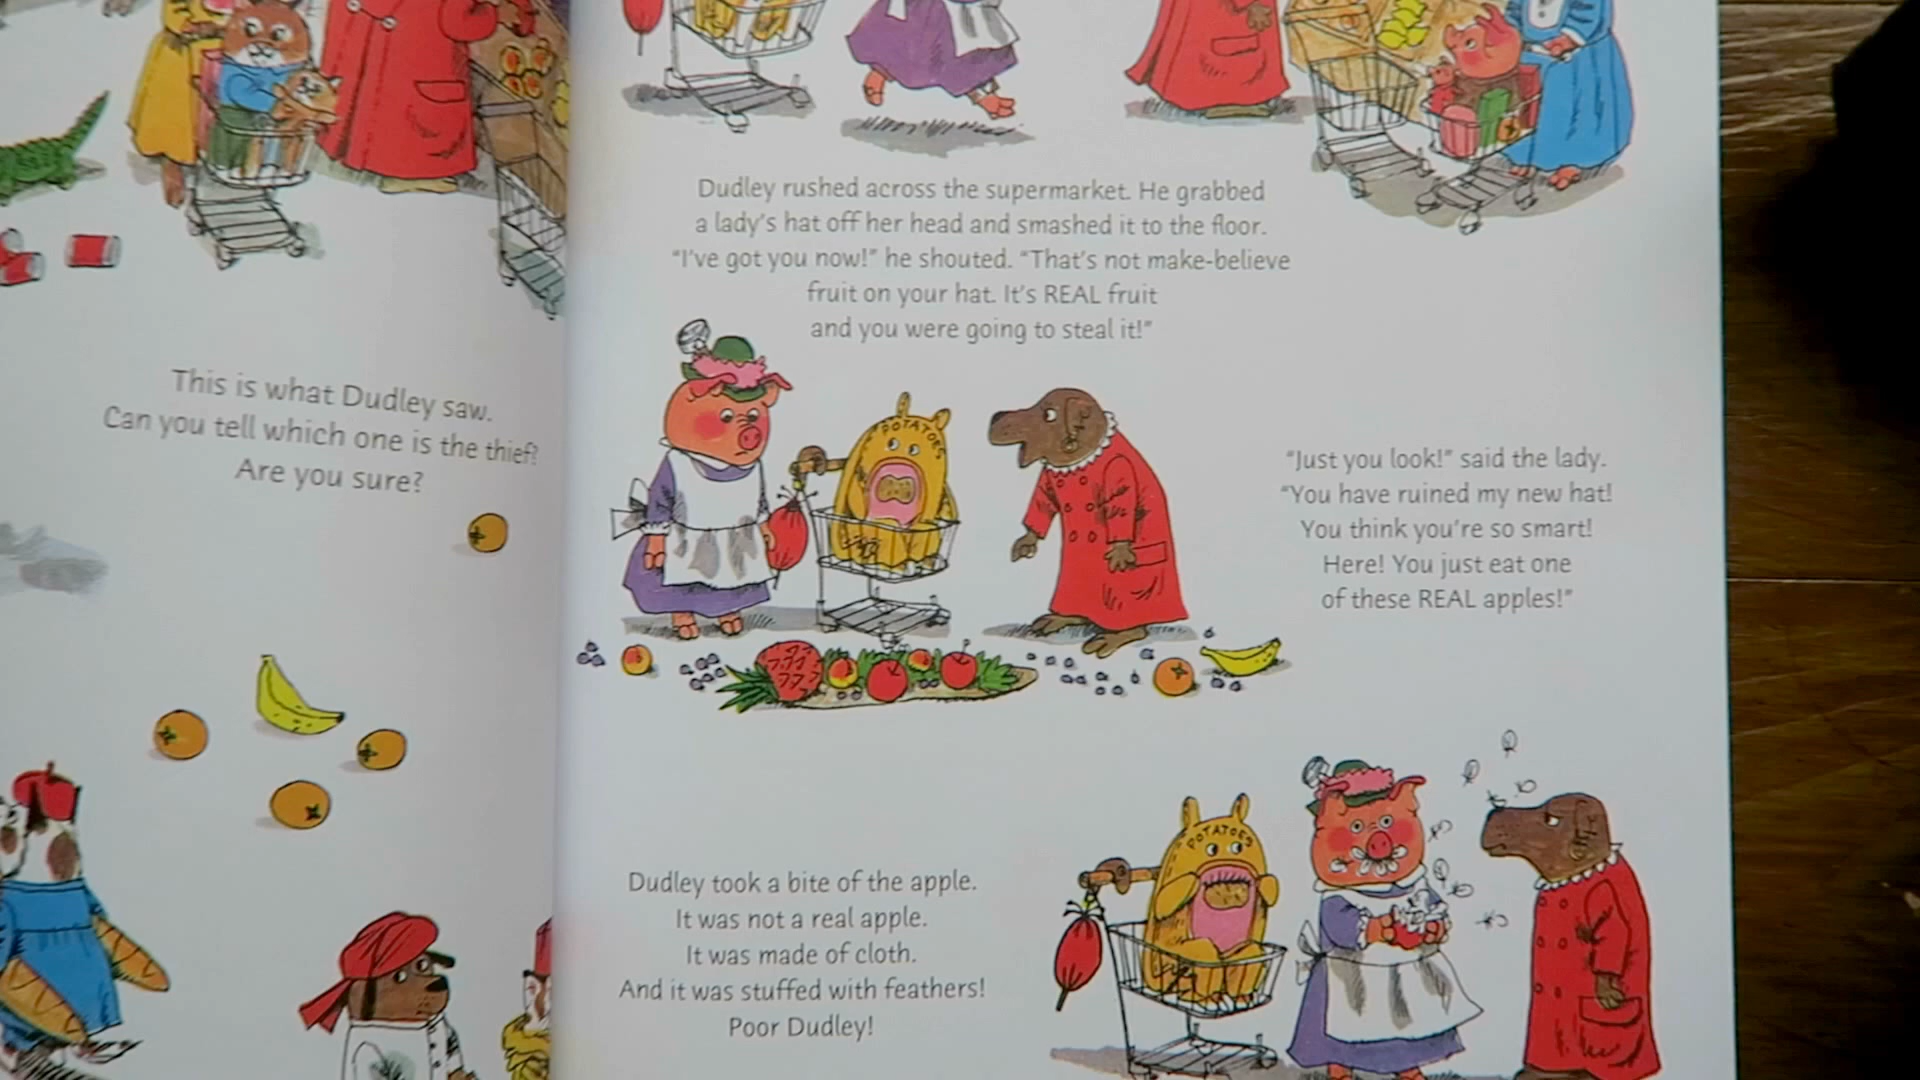 This is what Dudley saw.
Can you tell which one is the thief?
Are you sure?
Dudley rushed across the supermarket. He grabbed
a lady's hat off her head and smashed it to the floor.
"I've got you now!" he shouted. "That's not make-believe
fruit on your hat. It's REAL fruit
and you were going to steal it!"
POTATOES
"Just you look!" said the lady.
"You have ruined my new hat!
You think you're so smart!
Here! You just eat one
of these REAL apples!"
Dudley took a bite of the apple.
It was not a real apple.
It was made of cloth.
And it was stuffed with feathers!
Poor Dudley!
POTATOES